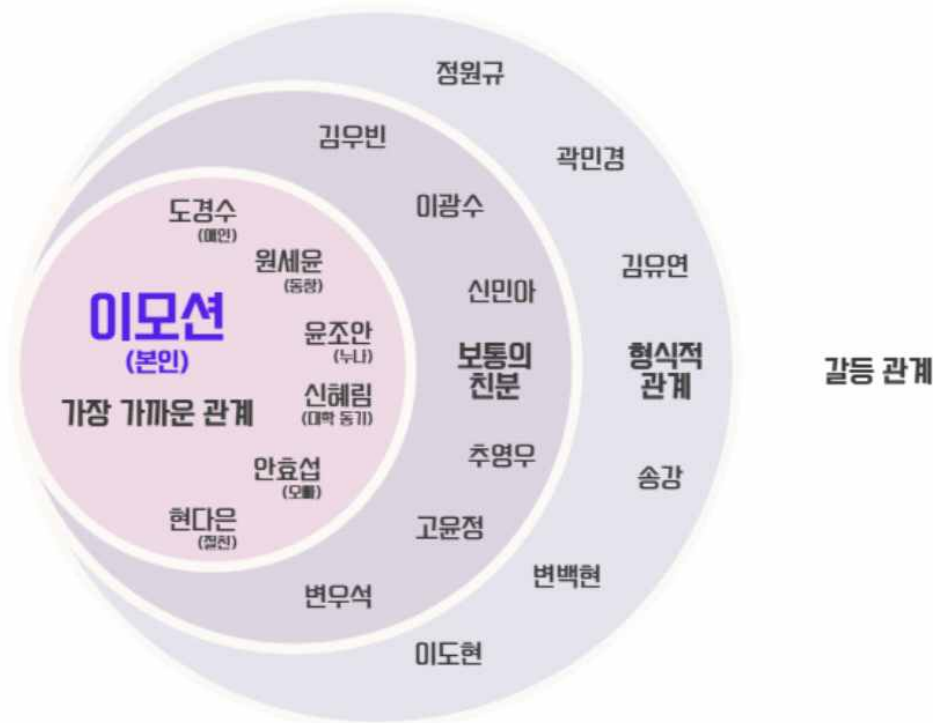 정원규
김우빈
곽민경
이광수
도경수
(애인)
원세윤
(동창)
김유연
신민아
이모션
(본인)
윤조안
(누나)
보통의
친분
형식적
관계
갈등 관계
가장 가까운 관계
신혜림
(대학 동기)
추영우
안효섭
(오빠)
송강
현다은
(절친)
고윤정
변백현
변우석
이도현